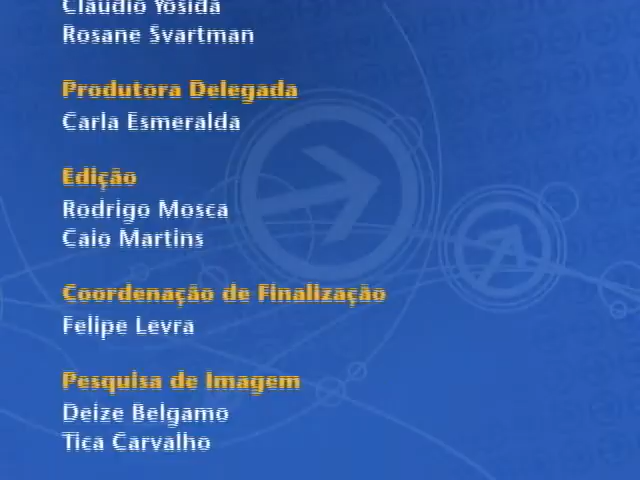 Claudio Yosida
Rosane Svartman
Produtora Delegada
Carla Esmeralda
Edição
Rodrigo Mosca
Caio Martins
Coordenação de Finalização
Felipe Levra
Pesquisa de Imagem
Deize Belgamo
Tica Carvalho